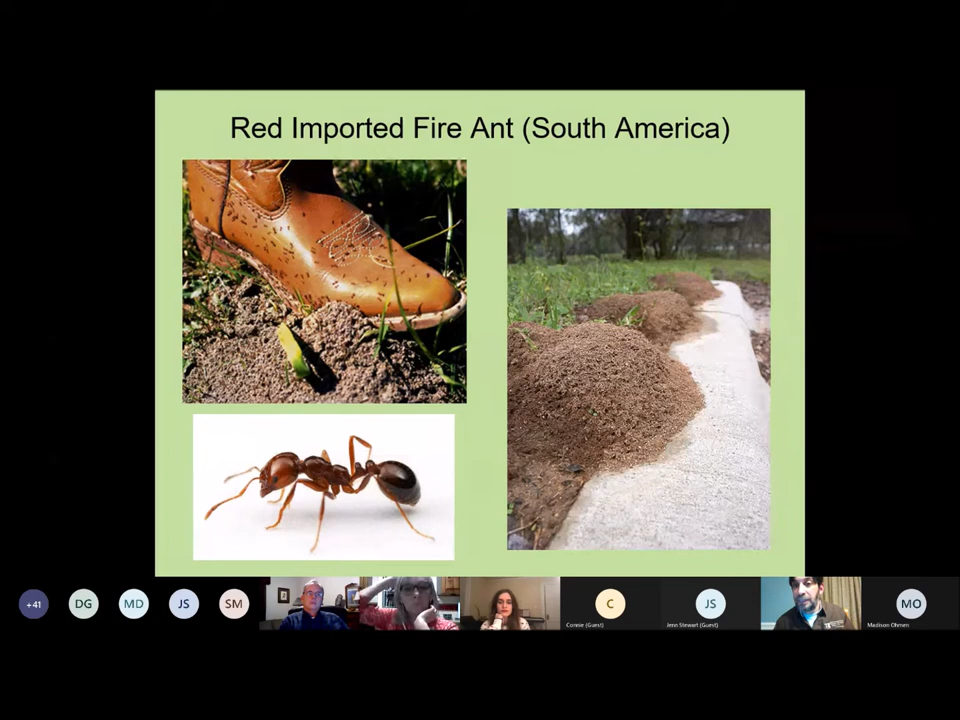 Red Imported Fire Ant (South America)
+41
DG
MD
JS
SM
C
JS
MO
Connie (Guest)
Jenn Stewart (Guest)
Madison Ohmen